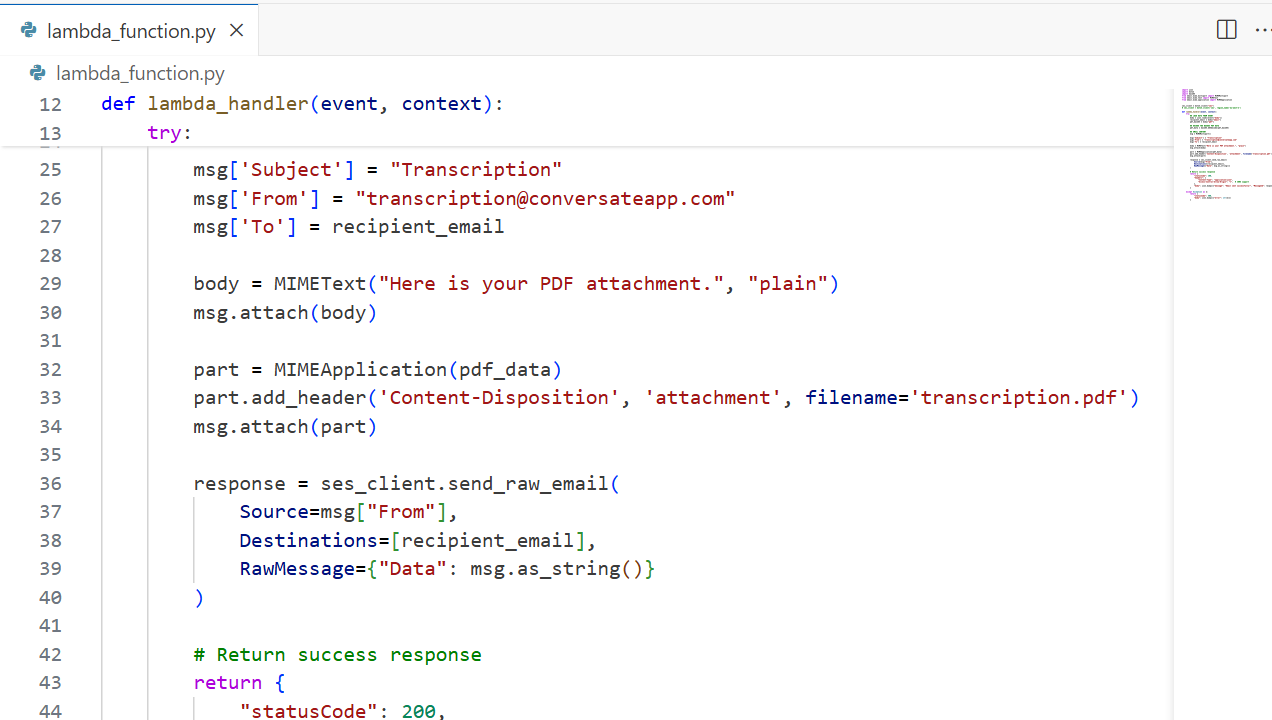 lambda_function.py
lambda_function.py
12 def lambda_handler(event, context):
13 try:
25 msg['Subject'] = "Transcription"
26 msg['From'] = "transcription@conversateapp.com"
27 msg['To'] = recipient_email
28
29 body = MIMEText("Here is your PDF attachment.", "plain")
30 msg.attach(body)
31
32 part = MIMEApplication(pdf_data)
33 part.add_header('Content-Disposition', 'attachment', filename='transcription.pdf')
34 msg.attach(part)
35
36 response = ses_client.send_raw_email(
37 Source=msg["From"],
38 Destinations=[recipient_email],
39 RawMessage={"Data": msg.as_string()}
40 )
41
42 # Return success response
43 return {
44 "statusCode": 200,